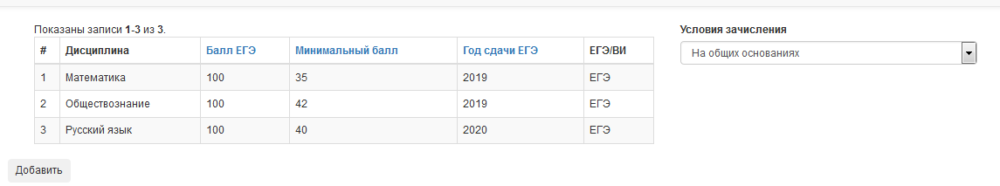 Показаны записи 1-3 из 3.
# Дисциплина Балл ЕГЭ Минимальный балл Год сдачи ЕГЭ ЕГЭ/ВИ
1 Математика 100 35 2019 ЕГЭ
2 Обществознание 100 42 2019 ЕГЭ
3 Русский язык 100 40 2020 ЕГЭ
Условия зачисления
На общих основаниях
Добавить